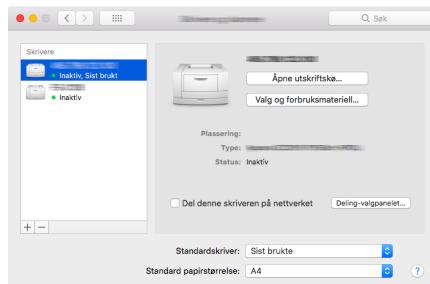 Søk
Skrivere
Inaktiv, Sist brukt
Inaktiv
Åpne utskriftskø...
Valg og forbruksmateriell...
Plassering:
Type:
Status: Inaktiv
Del denne skriveren på nettverket
Deling-valgpanelet...
+ −
Standardskriver: Sist brukte
Standard papirstørrelse: A4
?